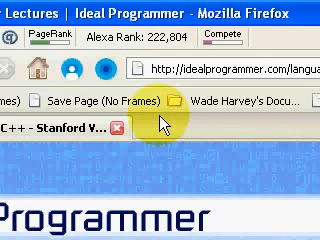 r Lectures | Ideal Programmer - Mozilla Firefox
PageRank Alexa Rank: 222,804 Compete
http://idealprogrammer.com/langua
mes) Save Page (No Frames) Wade Harvey's Docu...
C++ - Stanford V...
Programmer